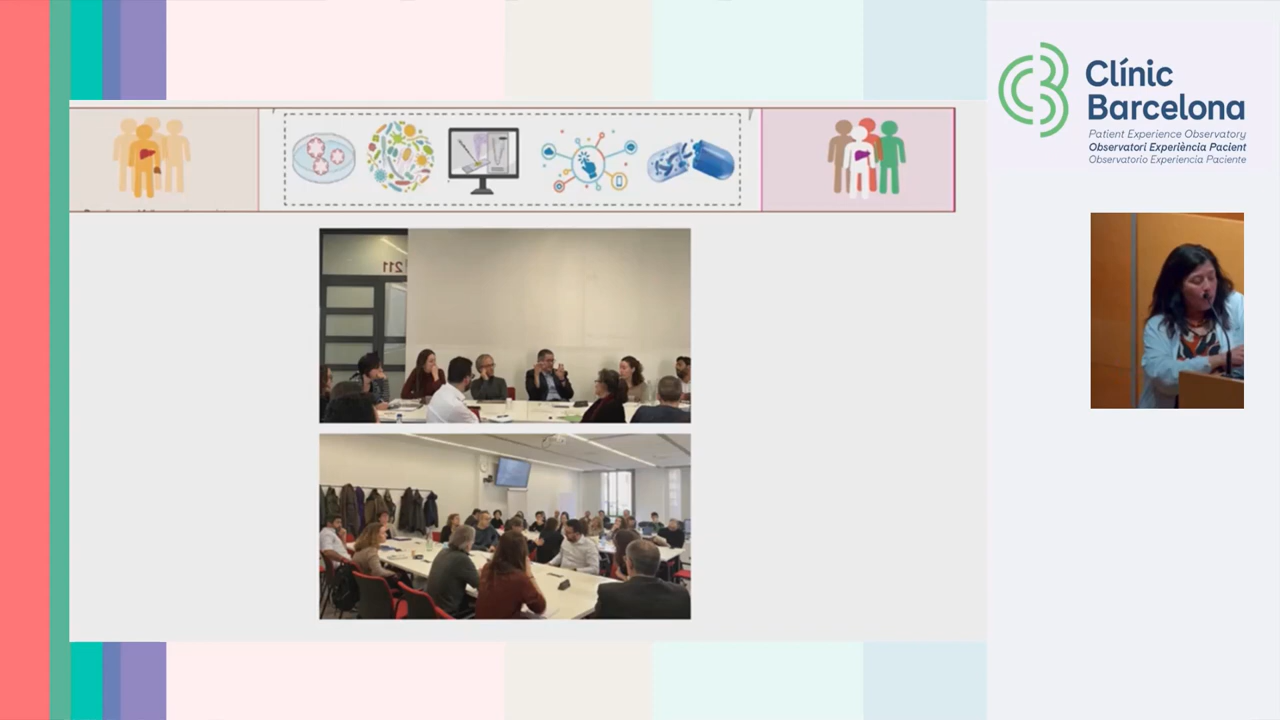 Clínic
Barcelona
Patient Experience Observatory
Observatori Experiència Pacient
Observatorio Experiencia Paciente
211